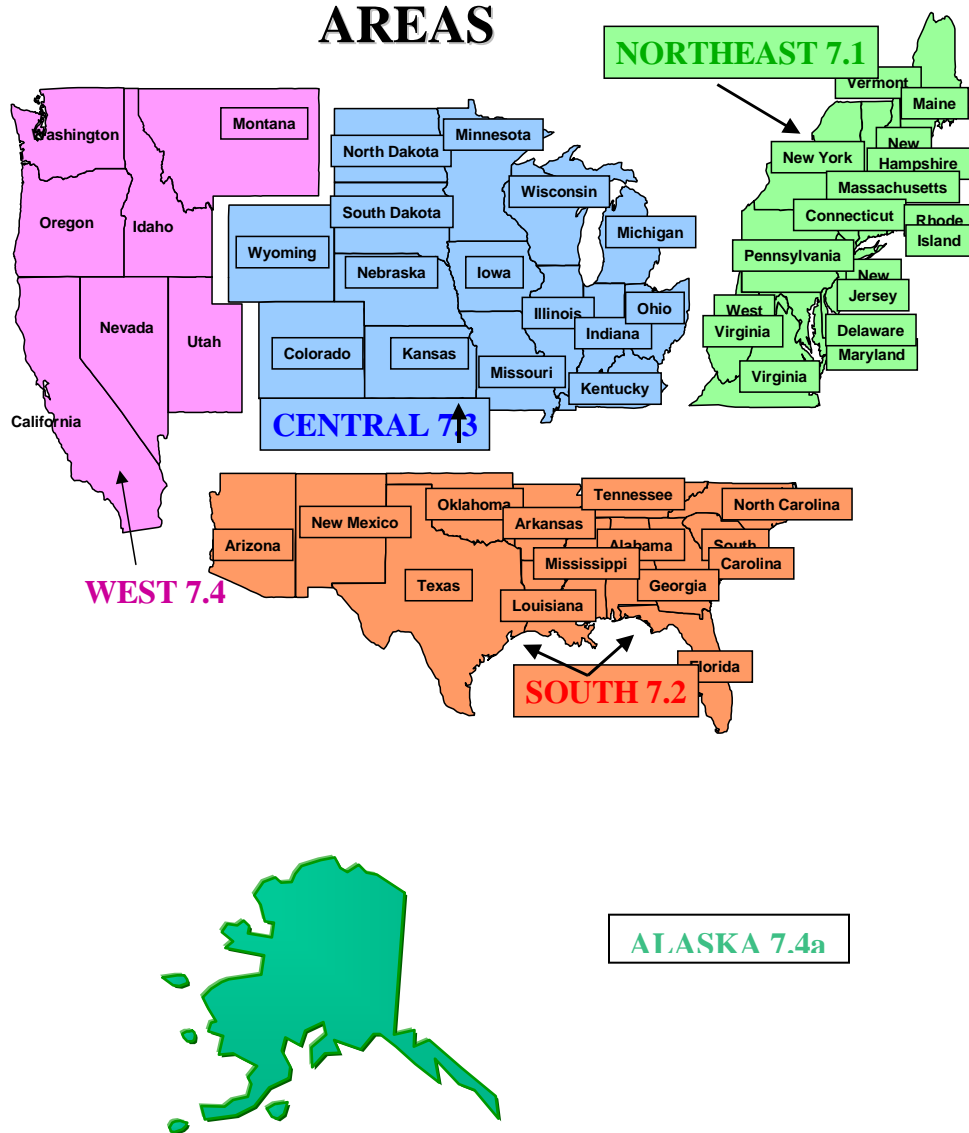 AREAS
NORTHEAST 7.1
Vermont
Maine
Washington
Montana
Minnesota
North Dakota
New
Hampshire
New York
Wisconsin
Massachusetts
Oregon
Idaho
South Dakota
Connecticut
Rhode
Island
Michigan
Wyoming
Nebraska
Iowa
Pennsylvania
New
Jersey
Nevada
Utah
Illinois
Ohio
Indiana
West
Virginia
Delaware
Maryland
Colorado
Kansas
Missouri
Kentucky
Virginia
California
CENTRAL 7.3
Oklahoma
Tennessee
North Carolina
New Mexico
Arkansas
Arizona
Alabama
South
Carolina
Mississippi
Texas
Georgia
WEST 7.4
Louisiana
Florida
SOUTH 7.2
ALASKA 7.4a